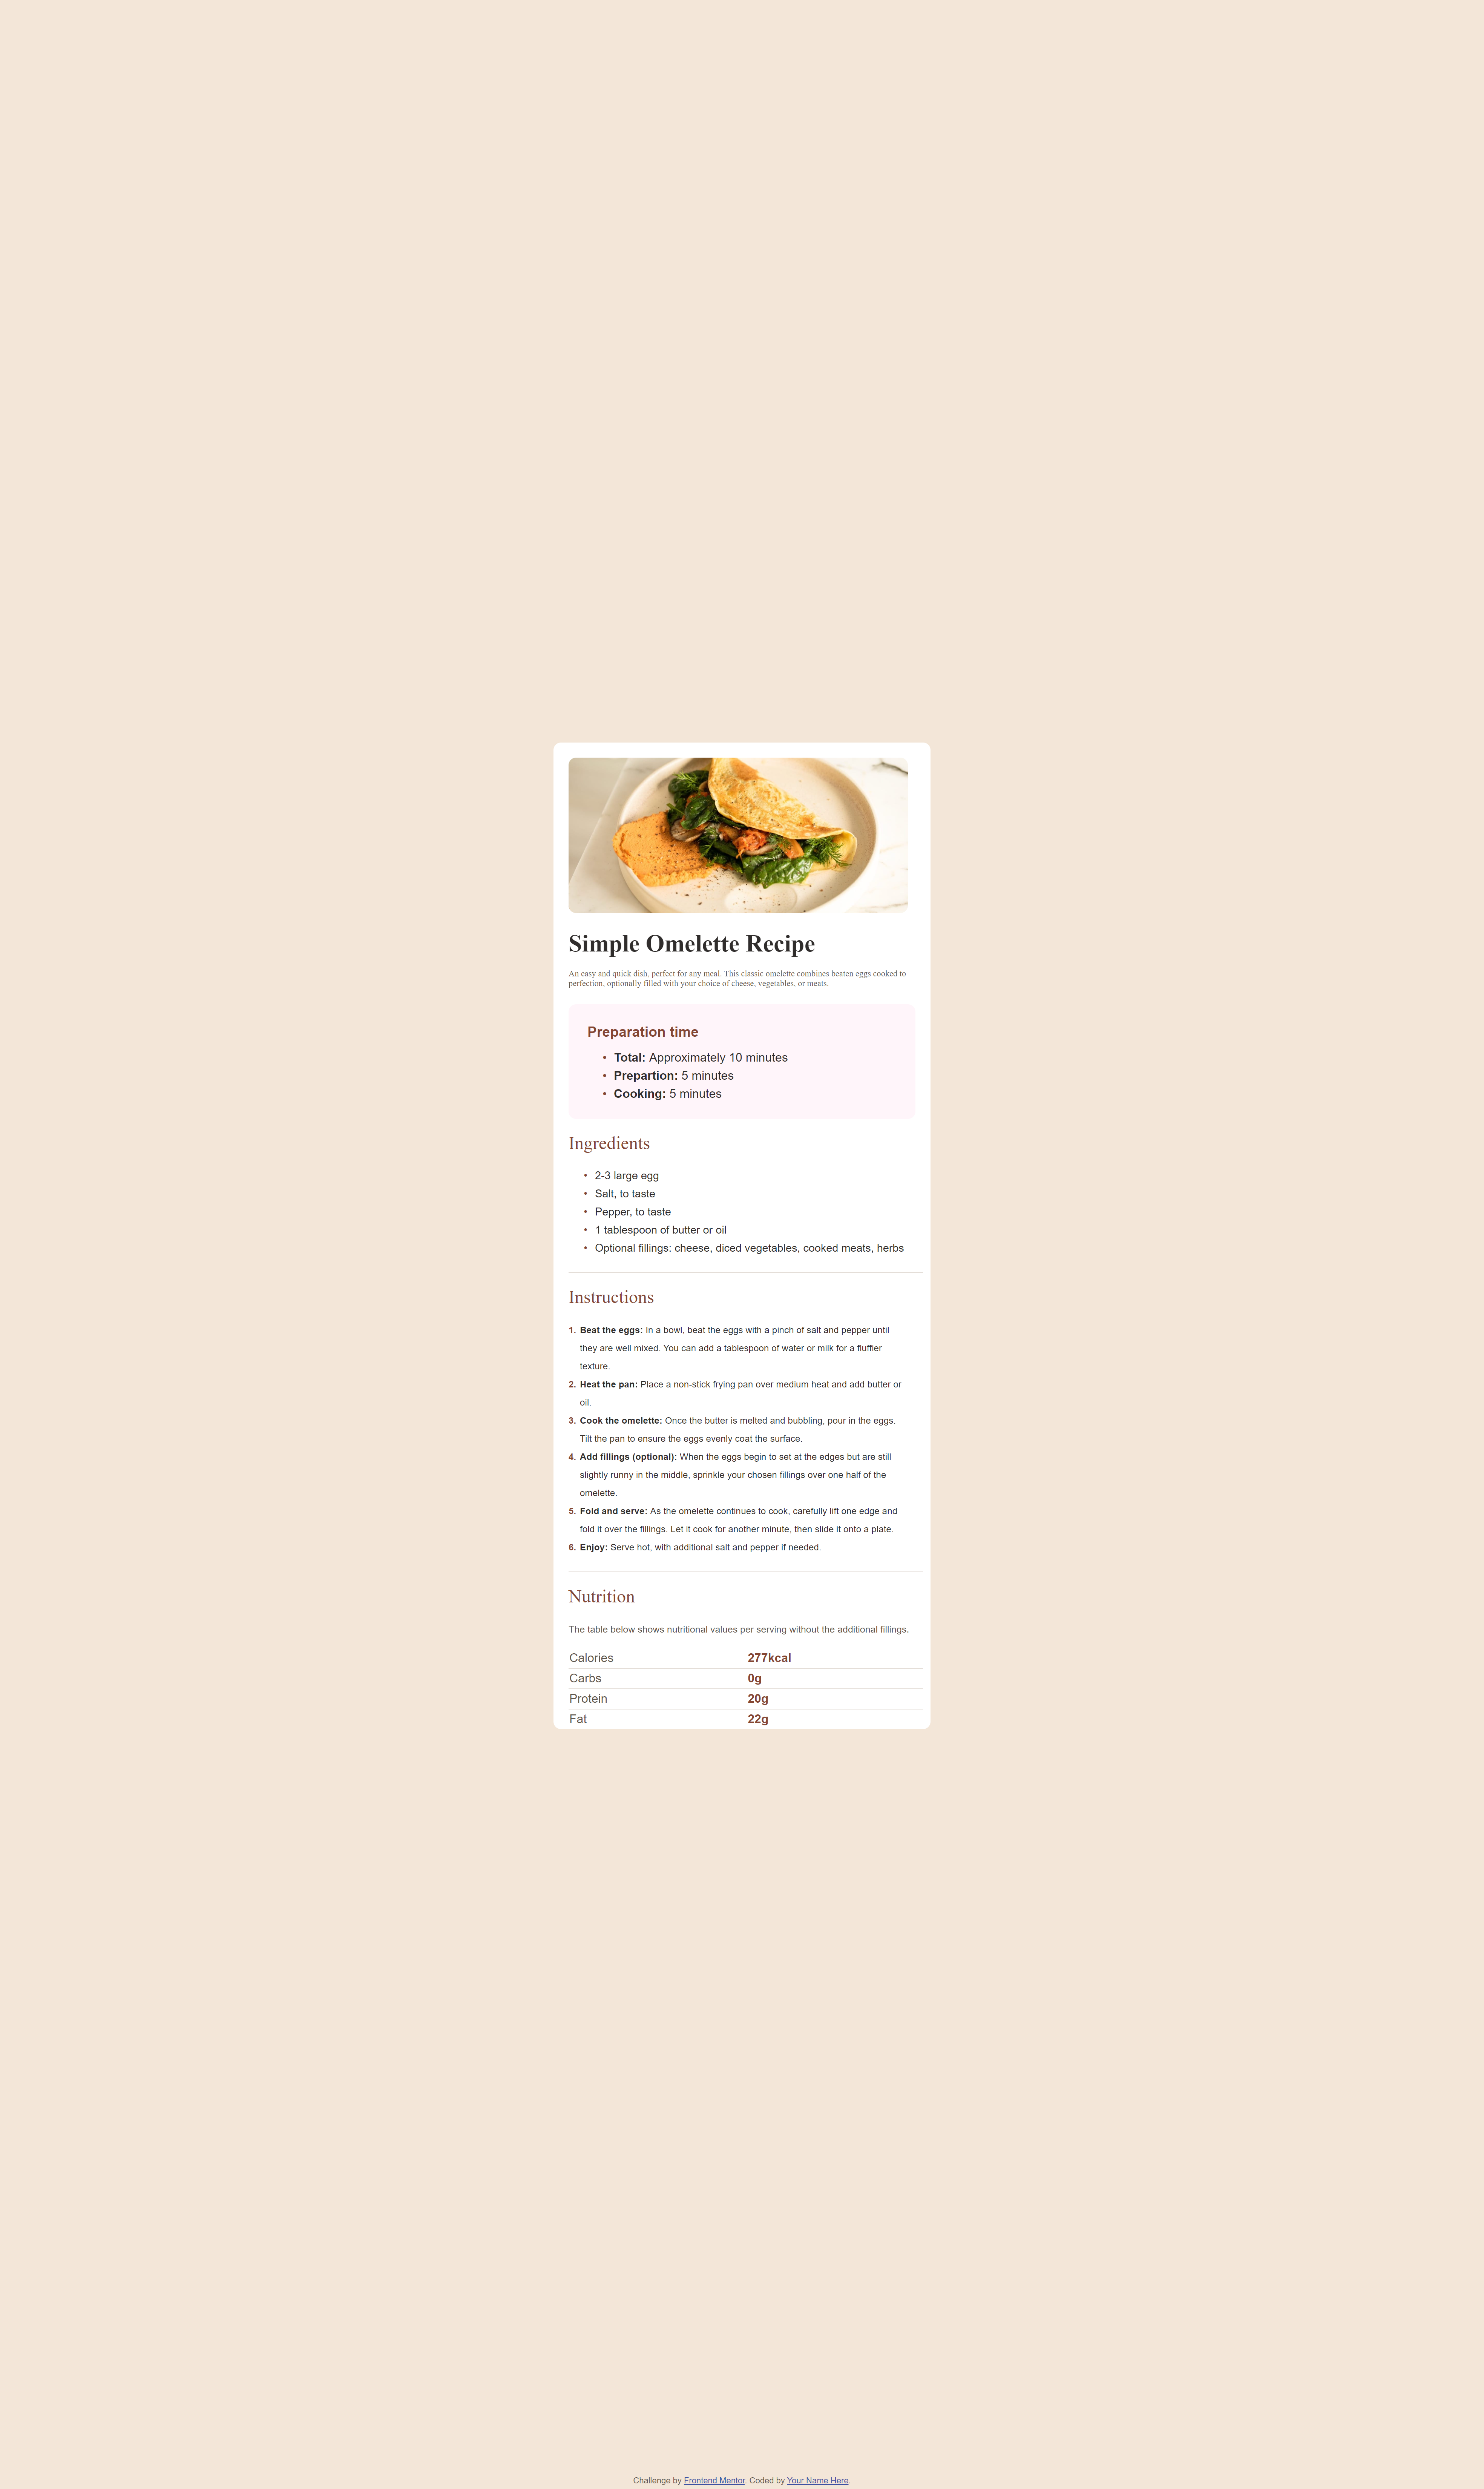 Simple Omelette Recipe
An easy and quick dish, perfect for any meal. This classic omelette combines beaten eggs cooked to
perfection, optionally filled with your choice of cheese, vegetables, or meats.
Preparation time
• Total: Approximately 10 minutes
• Prepartion: 5 minutes
• Cooking: 5 minutes
Ingredients
• 2-3 large egg
• Salt, to taste
• Pepper, to taste
• 1 tablespoon of butter or oil
• Optional fillings: cheese, diced vegetables, cooked meats, herbs
Instructions
1. Beat the eggs: In a bowl, beat the eggs with a pinch of salt and pepper until
they are well mixed. You can add a tablespoon of water or milk for a fluffier
texture.
2. Heat the pan: Place a non-stick frying pan over medium heat and add butter or
oil.
3. Cook the omelette: Once the butter is melted and bubbling, pour in the eggs.
Tilt the pan to ensure the eggs evenly coat the surface.
4. Add fillings (optional): When the eggs begin to set at the edges but are still
slightly runny in the middle, sprinkle your chosen fillings over one half of the
omelette.
5. Fold and serve: As the omelette continues to cook, carefully lift one edge and
fold it over the fillings. Let it cook for another minute, then slide it onto a plate.
6. Enjoy: Serve hot, with additional salt and pepper if needed.
Nutrition
The table below shows nutritional values per serving without the additional fillings.
Calories 277kcal
Carbs 0g
Protein 20g
Fat 22g
Challenge by Frontend Mentor. Coded by Your Name Here.